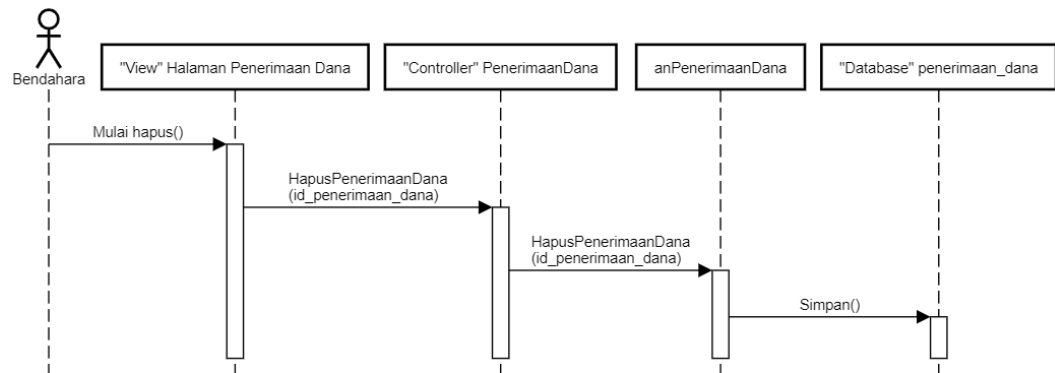 Bendahara
"View" Halaman Penerimaan Dana
"Controller" PenerimaanDana
anPenerimaanDana
"Database" penerimaan_dana
Mulai hapus()
HapusPenerimaanDana
(id_penerimaan_dana)
HapusPenerimaanDana
(id_penerimaan_dana)
Simpan()